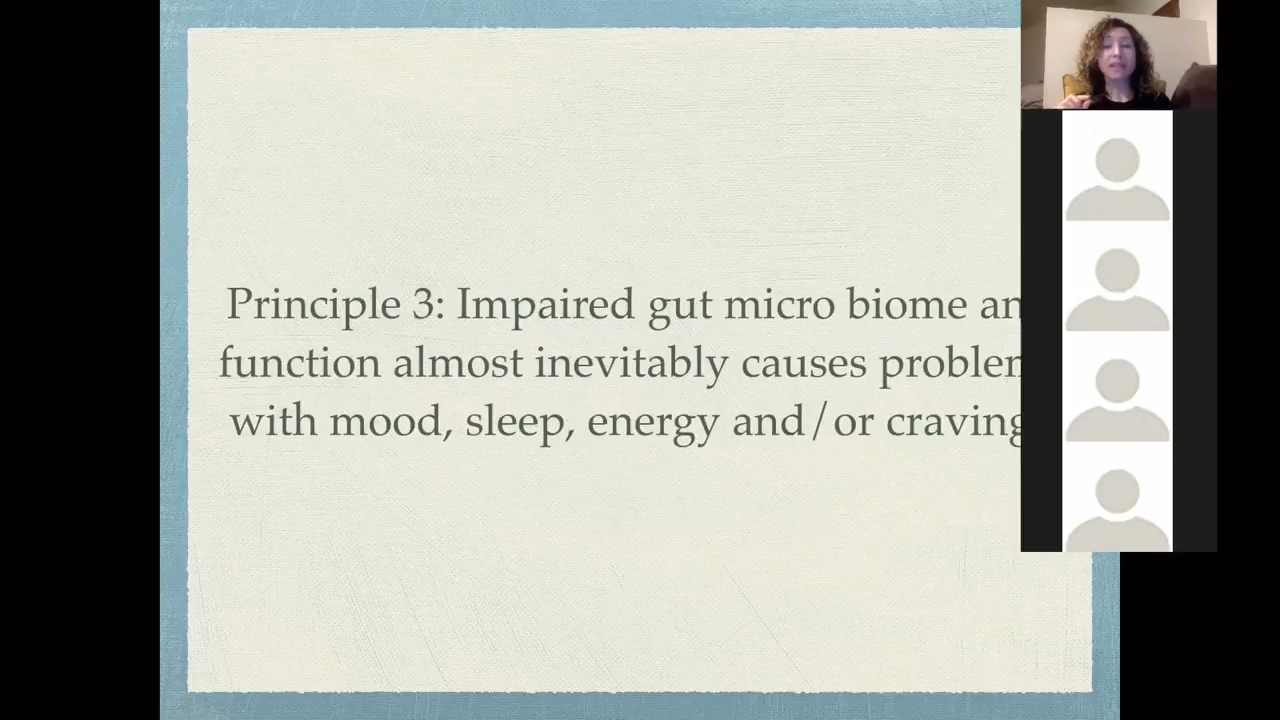 Principle 3: Impaired gut micro biome an
function almost inevitably causes problem
with mood, sleep, energy and/or craving